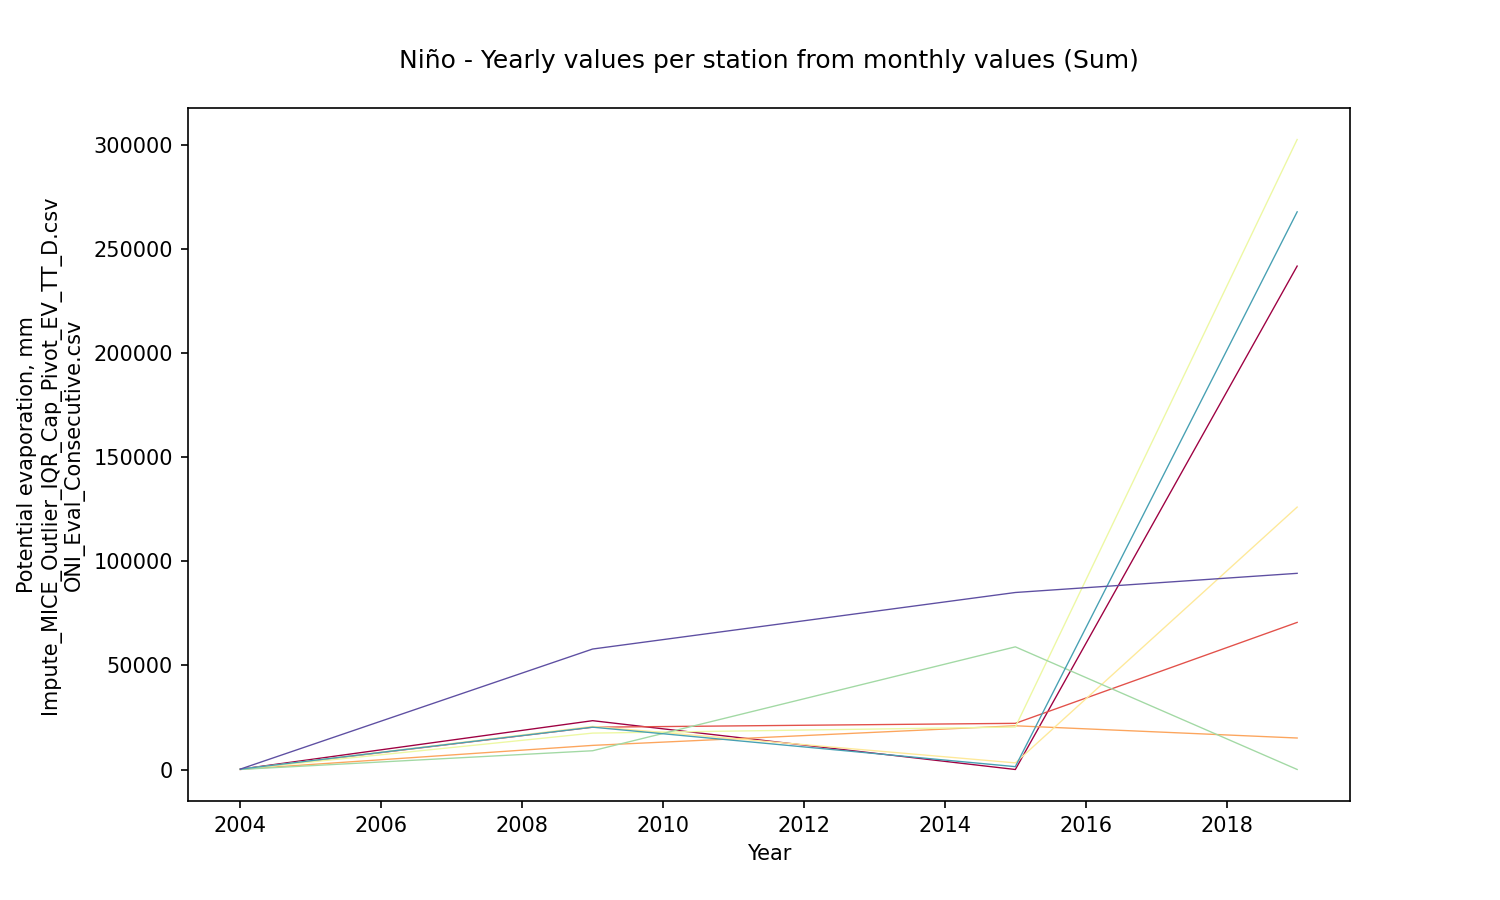 Niño - Yearly values per station from monthly values (Sum)
Potential evaporation, mm
Impute_MICE_Outlier_IQR_Cap_Pivot_EV_TT_D.csv
ONI_Eval_Consecutive.csv
300000
250000
200000
150000
100000
50000
0
2004 2006 2008 2010 2012 2014 2016 2018
Year